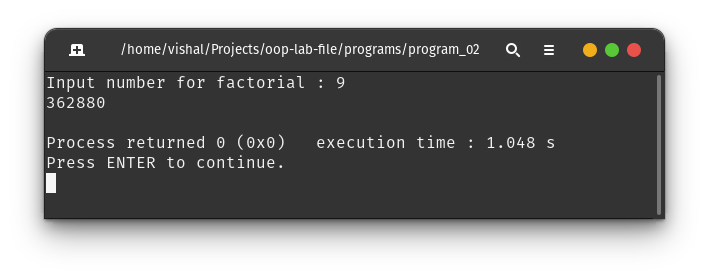 /home/vishal/Projects/oop-lab-file/programs/program_02
Input number for factorial : 9
362880
Process returned 0 (0x0)   execution time : 1.048 s
Press ENTER to continue.